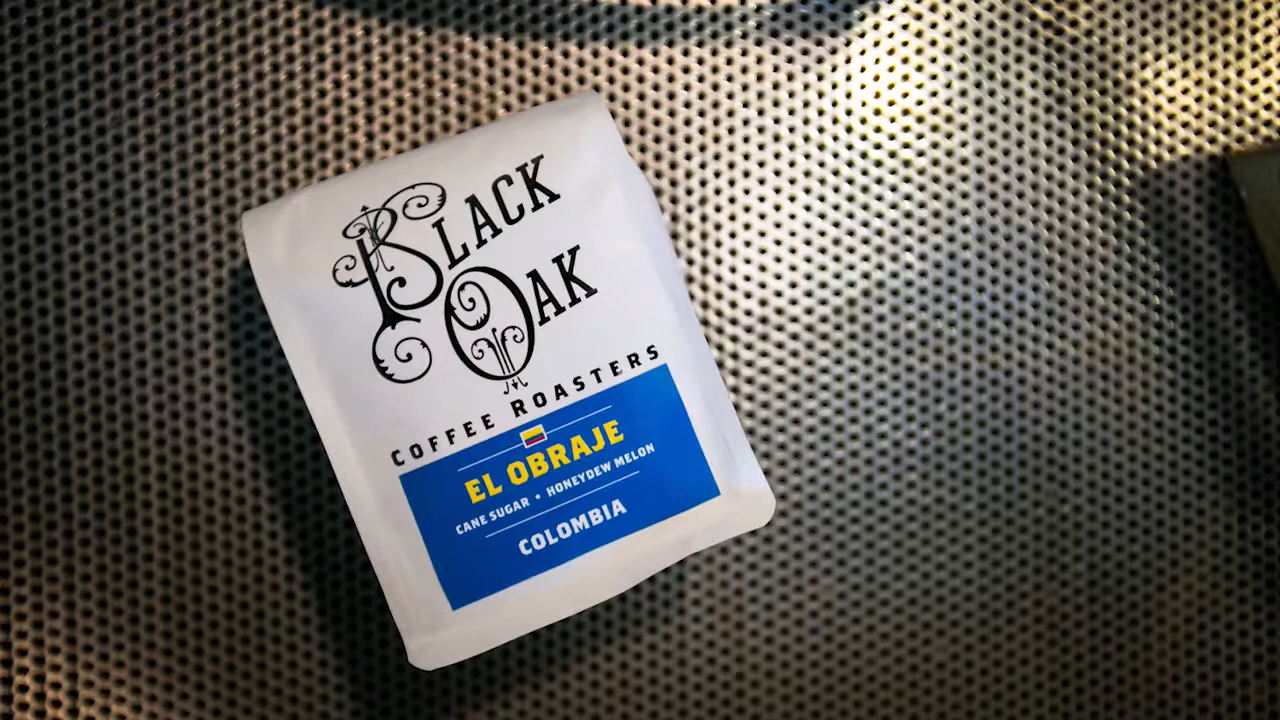 BLACK
OAK
COFFEE ROASTERS
EL OBRAJE
CANE SUGAR • HONEYDEW MELON
COLOMBIA